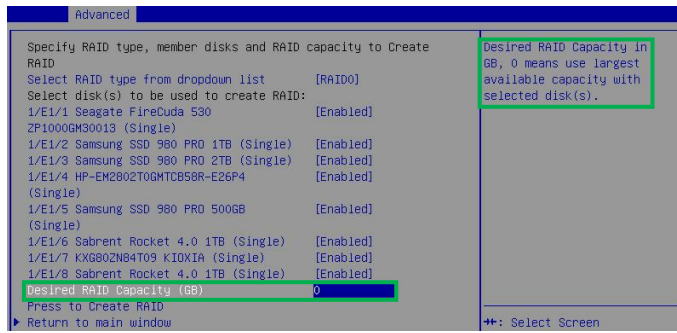 Advanced
Specify RAID type, member disks and RAID capacity to Create
RAID
Select RAID type from dropdown list [RAID0]
Select disk(s) to be used to create RAID:
1/E1/1 Seagate FireCuda 530 [Enabled]
ZP1000GM30013 (Single)
1/E1/2 Samsung SSD 980 PRO 1TB (Single) [Enabled]
1/E1/3 Samsung SSD 980 PRO 2TB (Single) [Enabled]
1/E1/4 HP-EM2802T0GMTCB58R-E26P4 [Enabled]
(Single)
1/E1/5 Samsung SSD 980 PRO 500GB [Enabled]
(Single)
1/E1/6 Sabrent Rocket 4.0 1TB (Single) [Enabled]
1/E1/7 KXG80ZN84T09 KIOXIA (Single) [Enabled]
1/E1/8 Sabrent Rocket 4.0 1TB (Single) [Enabled]
Desired RAID Capacity (GB) 0
Press to Create RAID
Return to main window
Desired RAID Capacity in
GB, 0 means use largest
available capacity with
selected disk(s).
: Select Screen